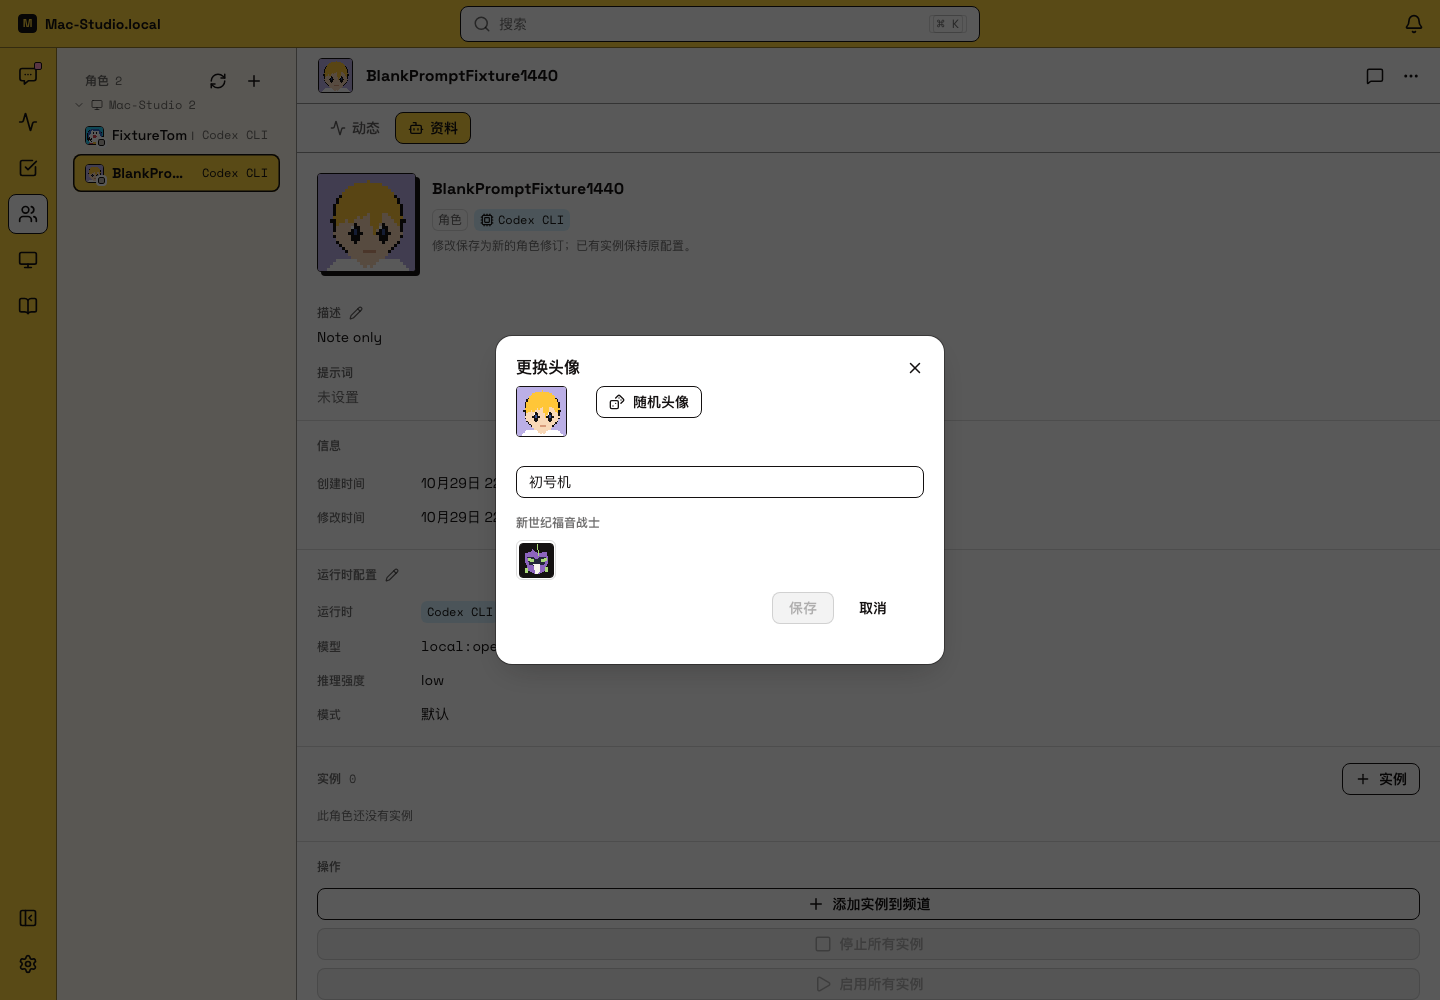 M Mac-Studio.local
搜索
⌘ K
角色 2
Mac-Studio 2
FixtureTom Codex CLI
BlankPro... Codex CLI
BlankPromptFixture1440
动态
资料
BlankPromptFixture1440
角色 Codex CLI
修改保存为新的角色修订；已有实例保持原配置。
描述
Note only
提示词
未设置
信息
创建时间 10月29日 22
修改时间 10月29日 22
运行时配置
运行时 Codex CLI
模型 local:ope
推理强度 low
模式 默认
实例 0
实例
此角色还没有实例
操作
添加实例到频道
停止所有实例
启用所有实例
更换头像
随机头像
初号机
新世纪福音战士
保存
取消